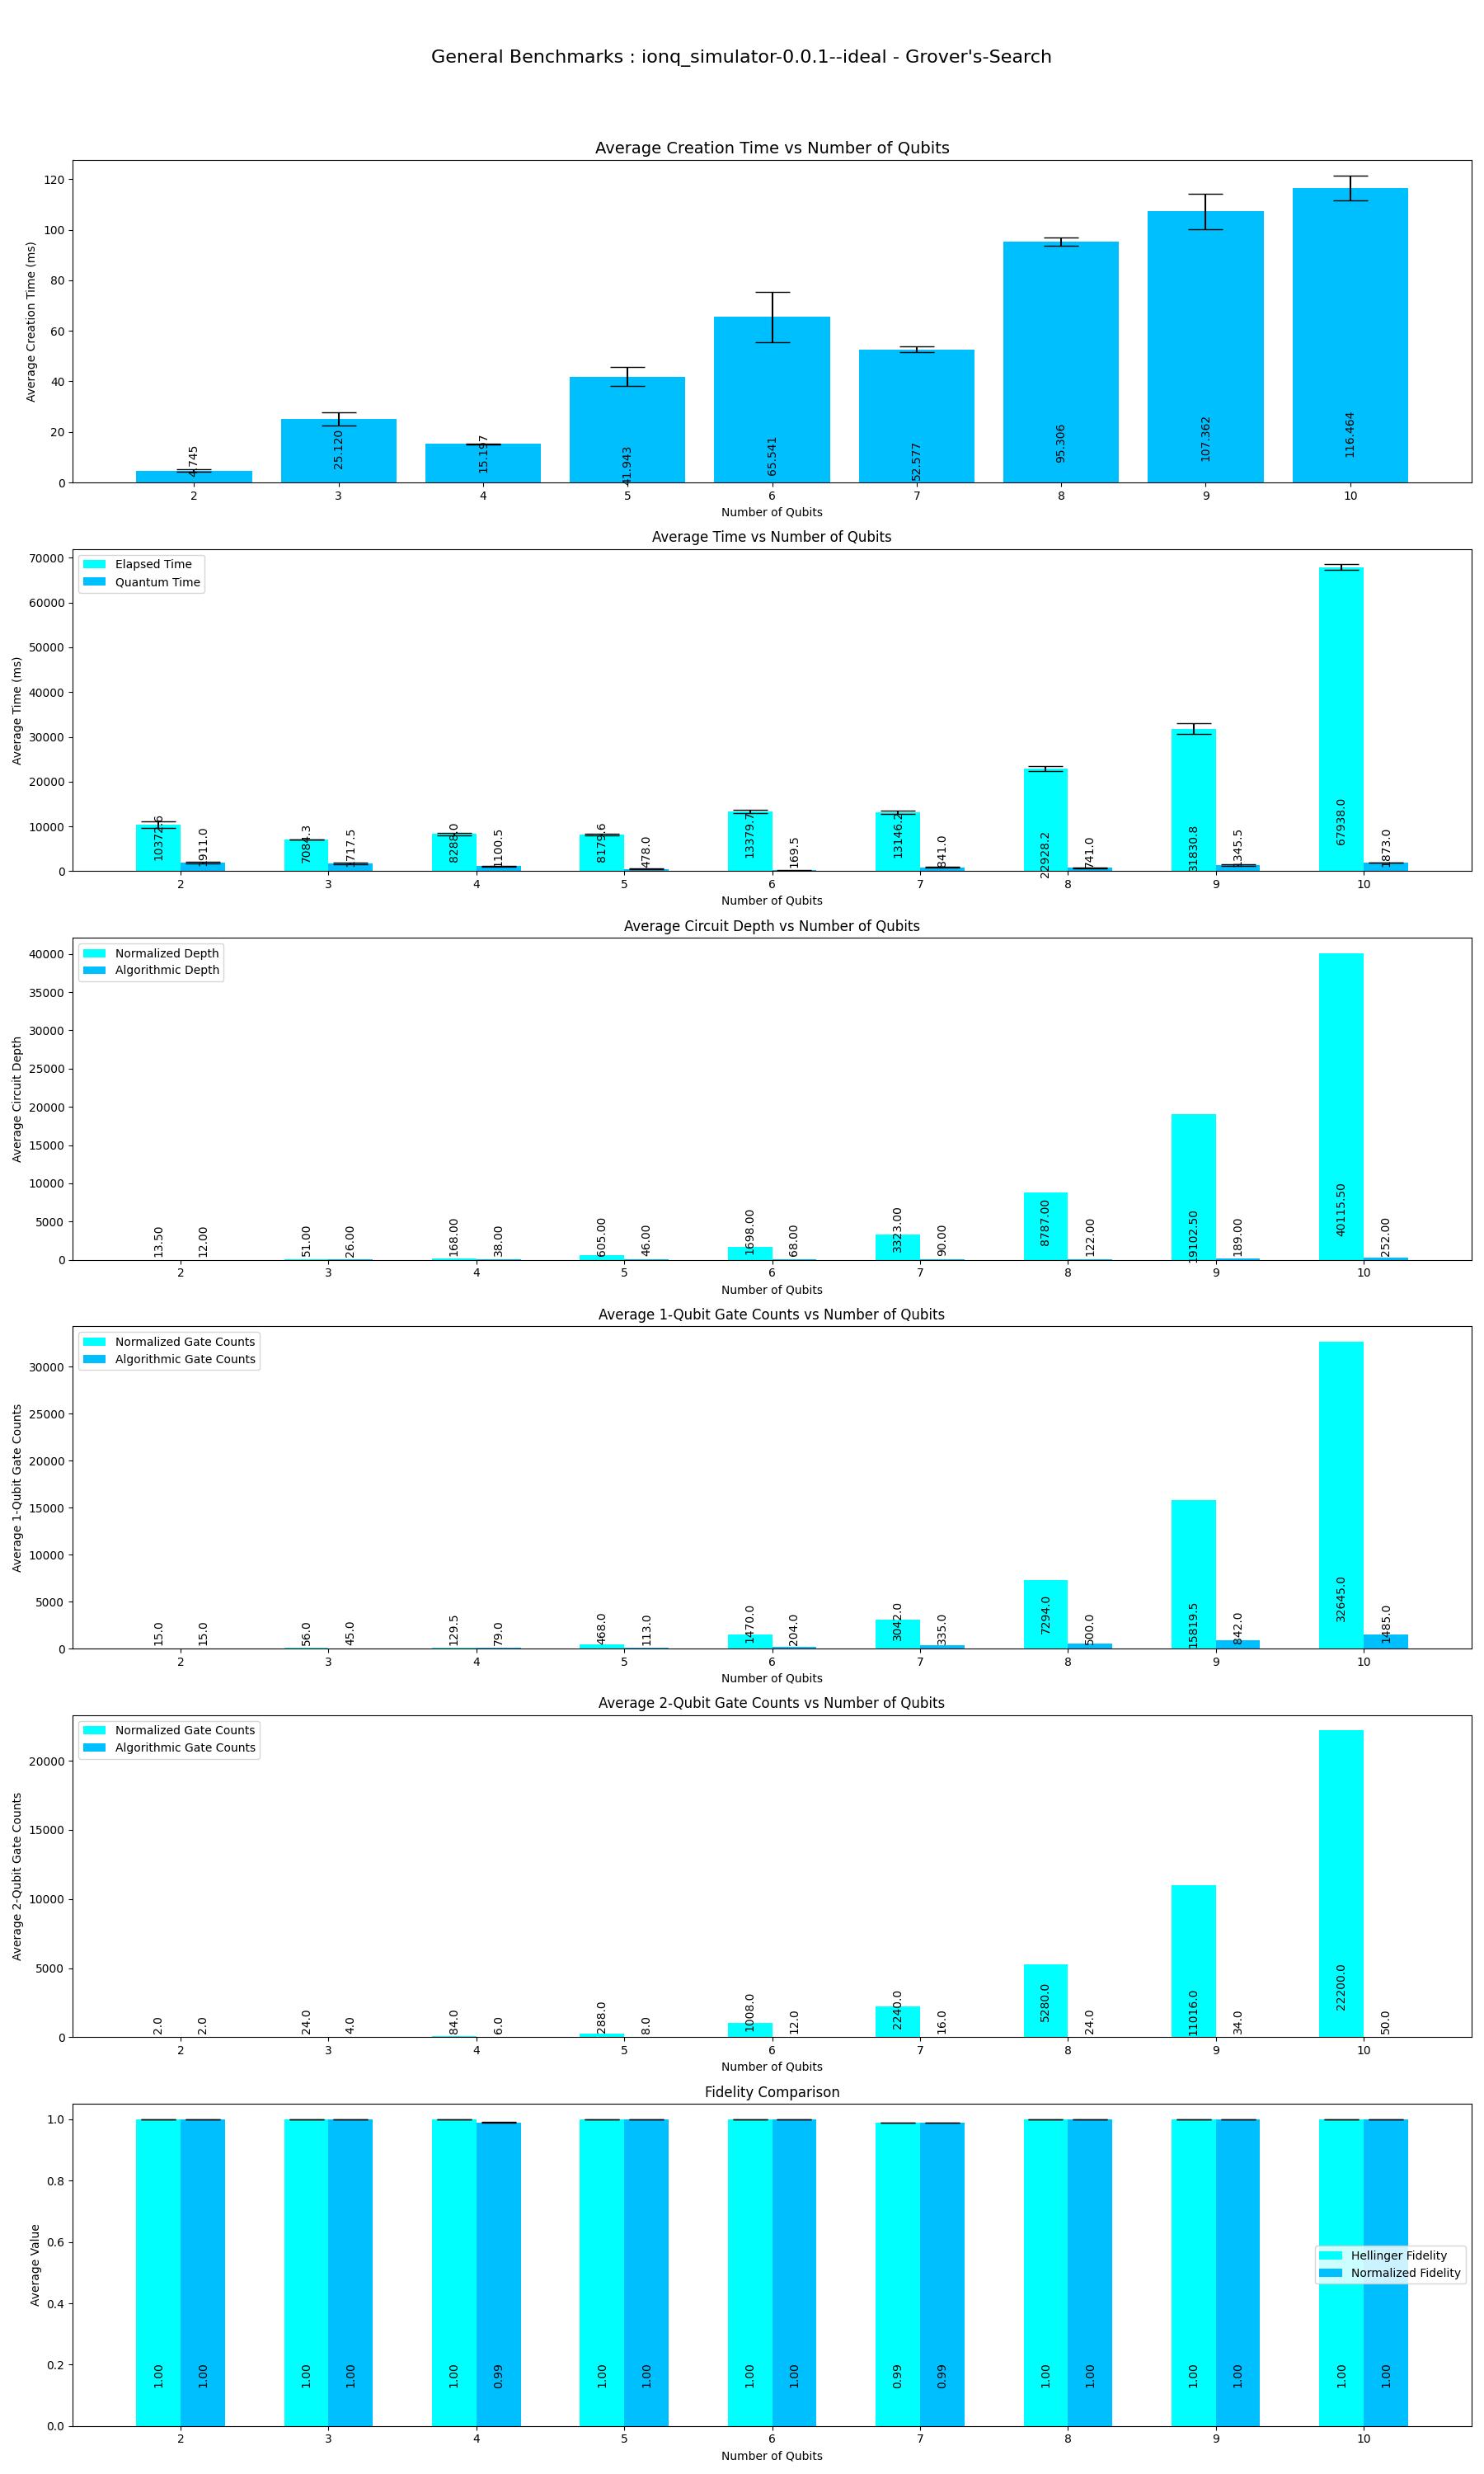 General Benchmarks : ionq_simulator-0.0.1--ideal - Grover's-Search
Average Creation Time vs Number of Qubits
Average Creation Time (ms)
120
100
80
60
40
20
0
4.745
25.120
15.197
41.943
65.541
52.577
95.306
107.362
116.464
2 3 4 5 6 7 8 9 10
Number of Qubits
Average Time vs Number of Qubits
Elapsed Time
Quantum Time
Average Time (ms)
70000
60000
50000
40000
30000
20000
10000
0
10372.6 1911.0
7084.3 1717.5
8288.0 1100.5
8179.6 478.0
13379.7 169.5
13146.2 841.0
22928.2 741.0
31830.8 1345.5
67938.0 1873.0
2 3 4 5 6 7 8 9 10
Number of Qubits
Average Circuit Depth vs Number of Qubits
Normalized Depth
Algorithmic Depth
Average Circuit Depth
40000
35000
30000
25000
20000
15000
10000
5000
0
13.50 12.00
51.00 26.00
168.00 38.00
605.00 46.00
1698.00 68.00
3323.00 90.00
8787.00 122.00
19102.50 189.00
40115.50 252.00
2 3 4 5 6 7 8 9 10
Number of Qubits
Average 1-Qubit Gate Counts vs Number of Qubits
Normalized Gate Counts
Algorithmic Gate Counts
Average 1-Qubit Gate Counts
30000
25000
20000
15000
10000
5000
0
15.0 15.0
56.0 45.0
129.5 79.0
468.0 113.0
1470.0 204.0
3042.0 335.0
7294.0 500.0
15819.5 842.0
32645.0 1485.0
2 3 4 5 6 7 8 9 10
Number of Qubits
Average 2-Qubit Gate Counts vs Number of Qubits
Normalized Gate Counts
Algorithmic Gate Counts
Average 2-Qubit Gate Counts
20000
15000
10000
5000
0
2.0 2.0
24.0 4.0
84.0 6.0
288.0 8.0
1008.0 12.0
2240.0 16.0
5280.0 24.0
11016.0 34.0
22200.0 50.0
2 3 4 5 6 7 8 9 10
Number of Qubits
Fidelity Comparison
Average Value
1.0
0.8
0.6
0.4
0.2
0.0
1.00 1.00
1.00 1.00
1.00 0.99
1.00 1.00
1.00 1.00
0.99 0.99
1.00 1.00
1.00 1.00
1.00 1.00
Hellinger Fidelity
Normalized Fidelity
2 3 4 5 6 7 8 9 10
Number of Qubits